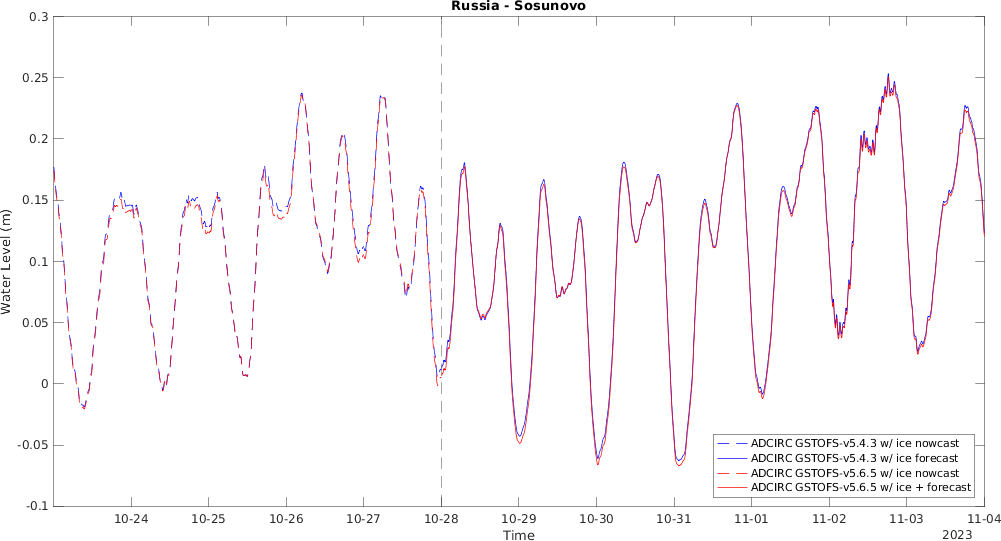 Russia - Sosunovo
0.3
0.25
0.2
0.15
0.1
0.05
0
-0.05
-0.1
Water Level (m)
ADCIRC GSTOFS-v5.4.3 w/ ice nowcast
ADCIRC GSTOFS-v5.4.3 w/ ice forecast
ADCIRC GSTOFS-v5.6.5 w/ ice nowcast
ADCIRC GSTOFS-v5.6.5 w/ ice + forecast
10-24 10-25 10-26 10-27 10-28 10-29 10-30 10-31 11-01 11-02 11-03 11-04
Time
2023